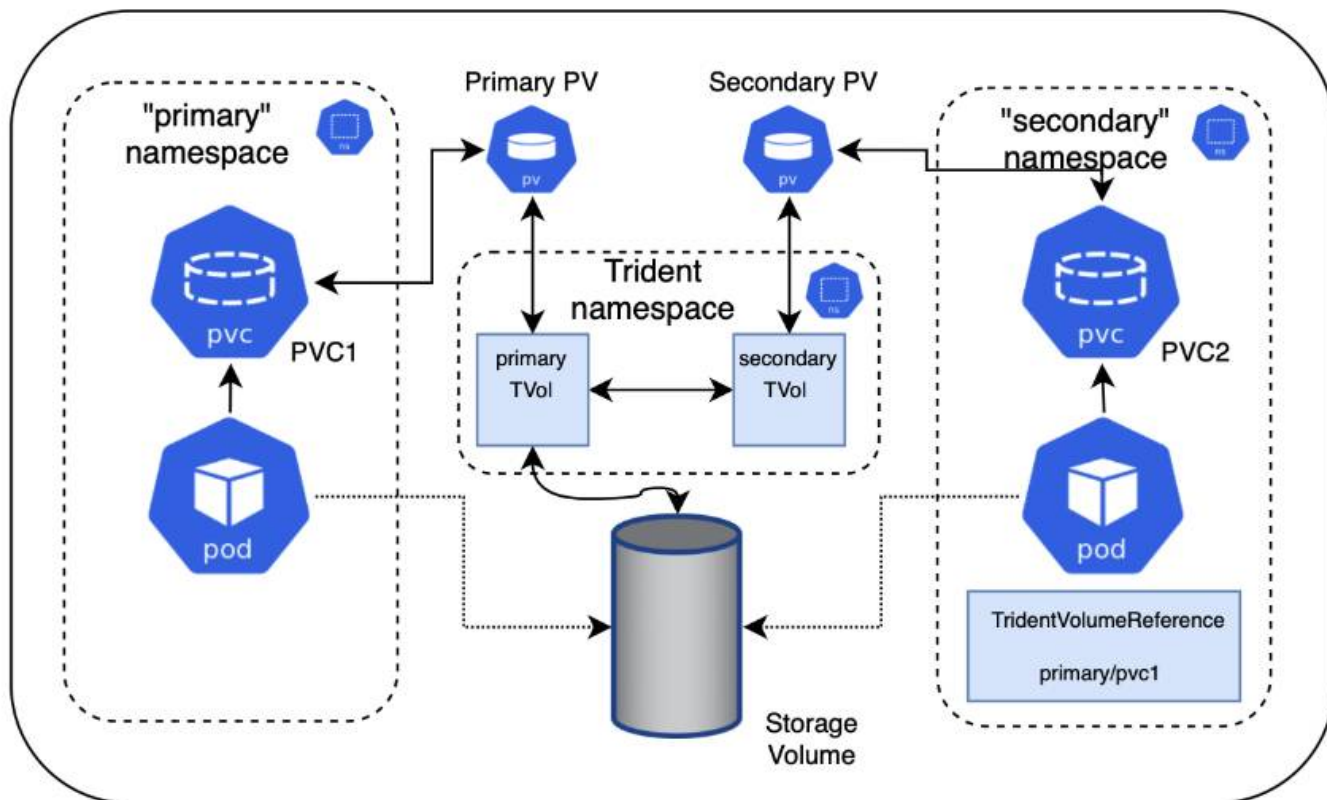 Primary PV
Secondary PV
"primary"
namespace
ns
pv
pv
"secondary"
namespace
ns
Trident
namespace
ns
pvc
PVC1
primary
TVol
secondary
TVol
pvc
PVC2
pod
pod
TridentVolumeReference
primary/pvc1
Storage
Volume